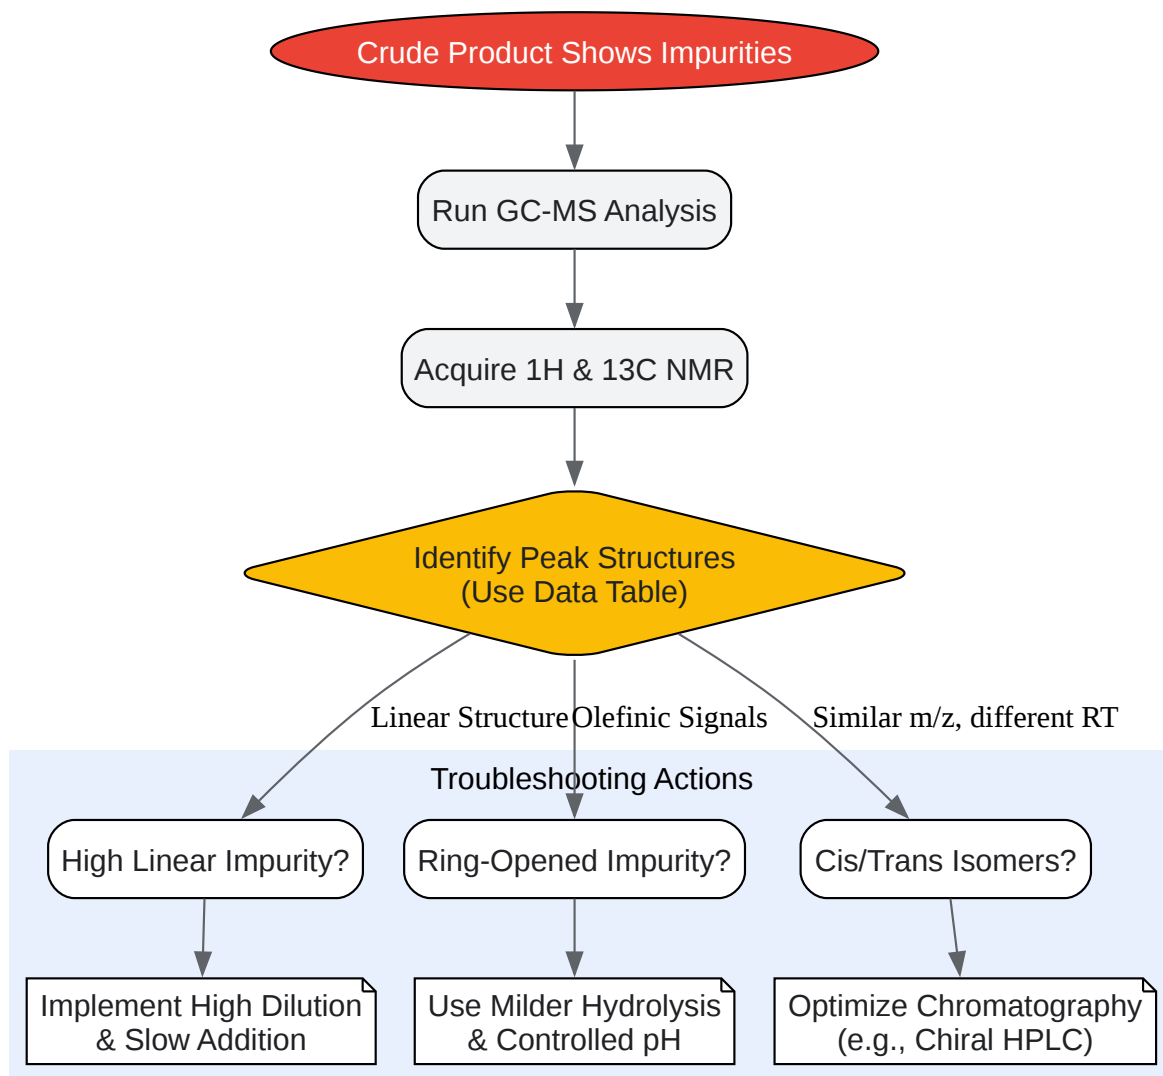 Crude Product Shows Impurities
Run GC-MS Analysis
Acquire 1H & 13C NMR
Identify Peak Structures
(Use Data Table)
Linear Structure
Olefinic Signals
Similar m/z, different RT
Troubleshooting Actions
High Linear Impurity?
Ring-Opened Impurity?
Cis/Trans Isomers?
Implement High Dilution
& Slow Addition
Use Milder Hydrolysis
& Controlled pH
Optimize Chromatography
(e.g., Chiral HPLC)